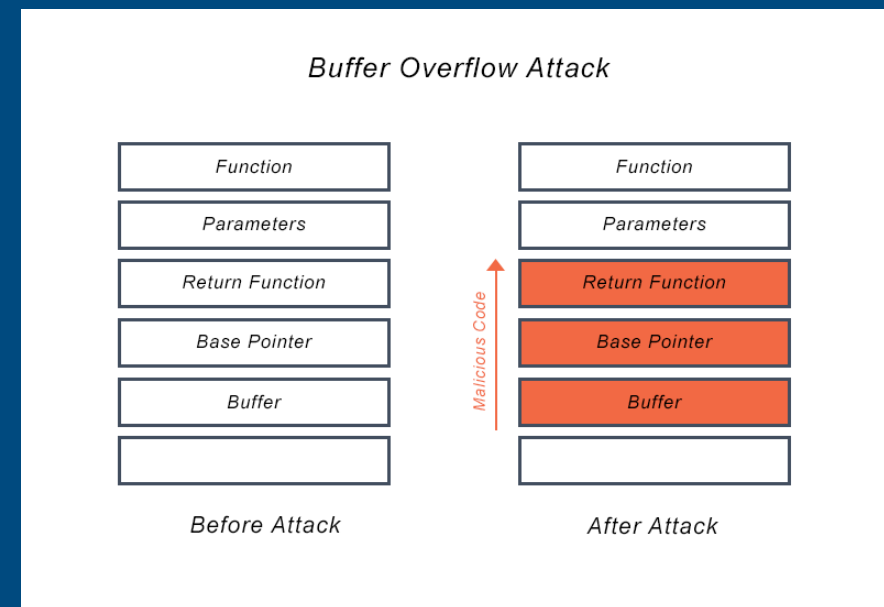 Buffer Overflow Attack
Function
Parameters
Return Function
Base Pointer
Buffer
Before Attack
Malicious Code
Function
Parameters
Return Function
Base Pointer
Buffer
After Attack